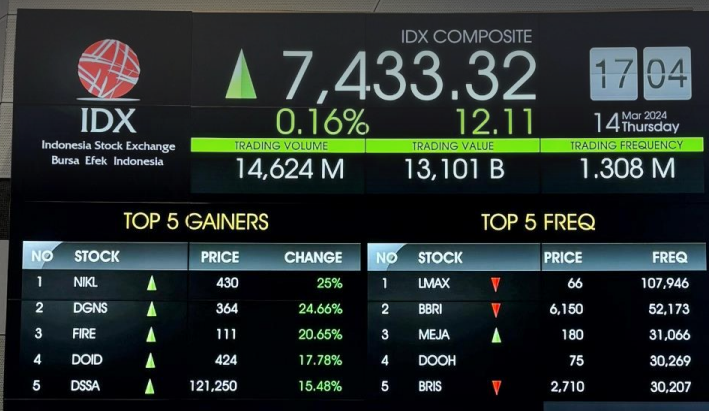 IDX
Indonesia Stock Exchange
Bursa Efek Indonesia
IDX COMPOSITE
7,433.32
0.16% 12.11
17 04
14 Mar 2024
Thursday
TRADING VOLUME TRADING VALUE TRADING FREQUENCY
14,624 M 13,101 B 1.308 M
TOP 5 GAINERS
NO STOCK PRICE CHANGE
1 NIKL 430 25%
2 DGNS 364 24.66%
3 FIRE 111 20.65%
4 DOID 424 17.78%
5 DSSA 121,250 15.48%
TOP 5 FREQ
NO STOCK PRICE FREQ
1 LMAX 66 107,946
2 BBRI 6,150 52,173
3 MEJA 180 31,066
4 DOOH 75 30,269
5 BRIS 2,710 30,207